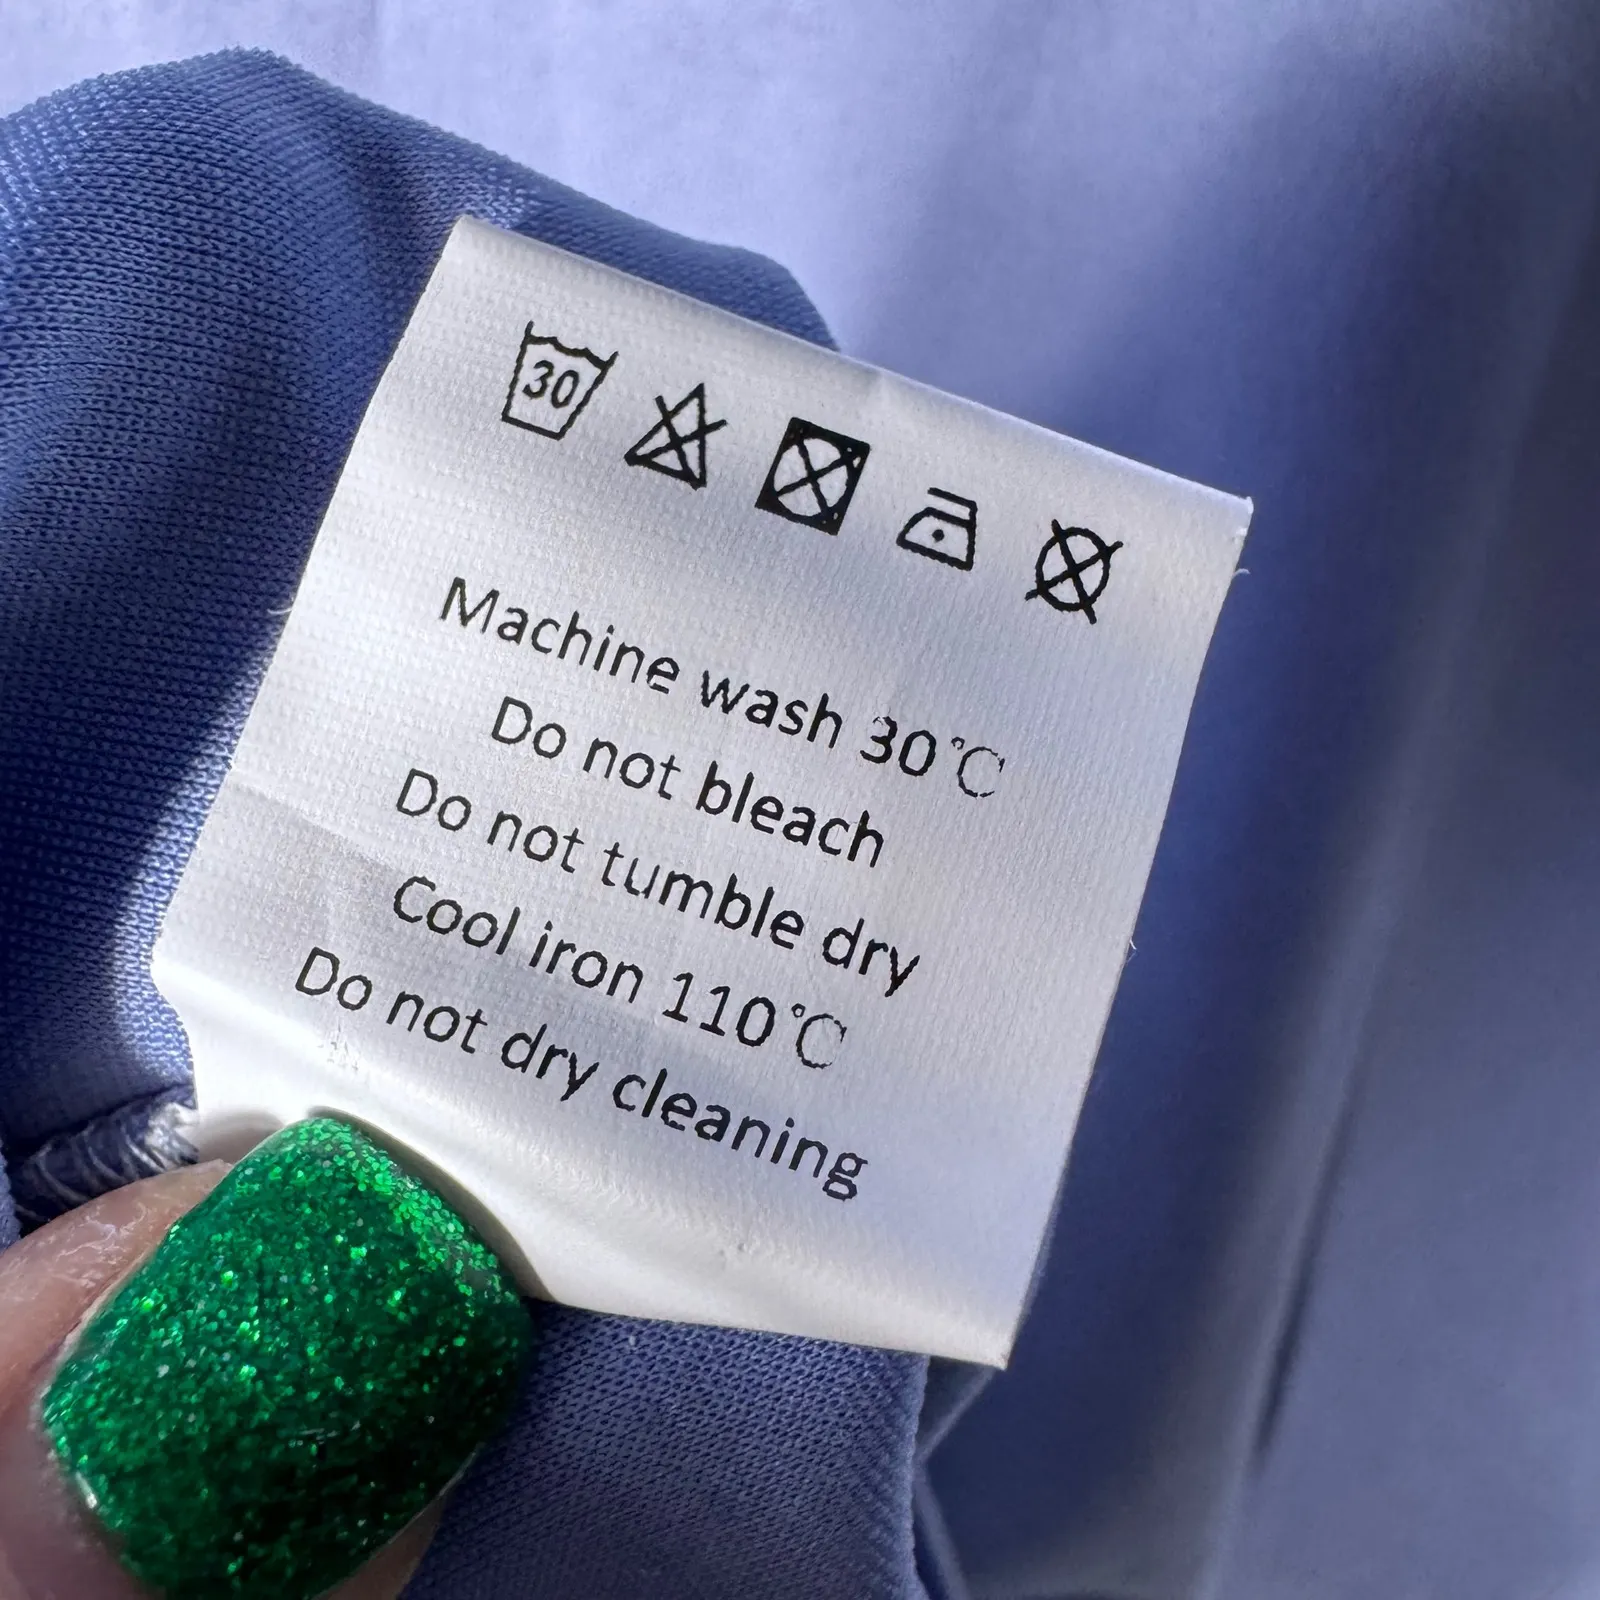 30
Machine wash 30℃
Do not bleach
Do not tumble dry
Cool iron 110℃
Do not dry cleaning